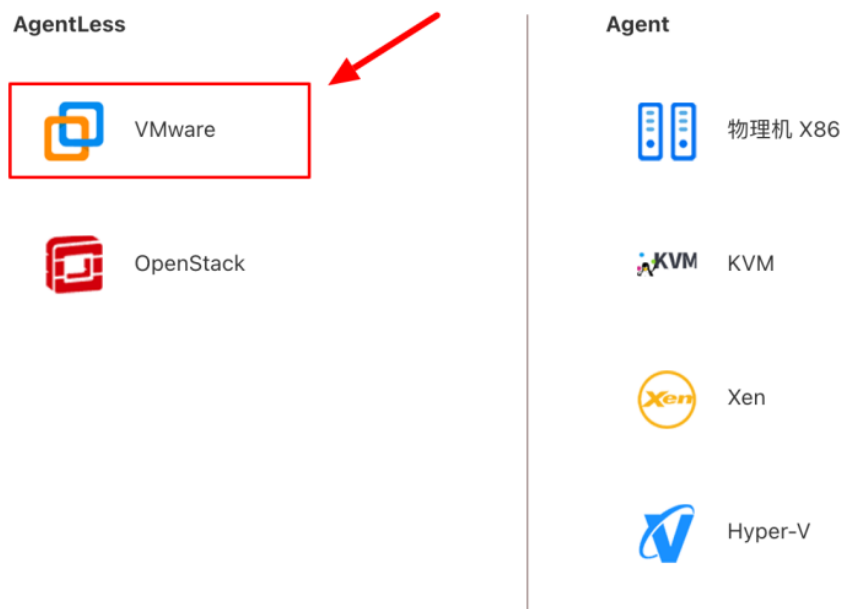 AgentLess
VMware
OpenStack
Agent
物理机 X86
KVM
KVM
Xen
Xen
Hyper-V